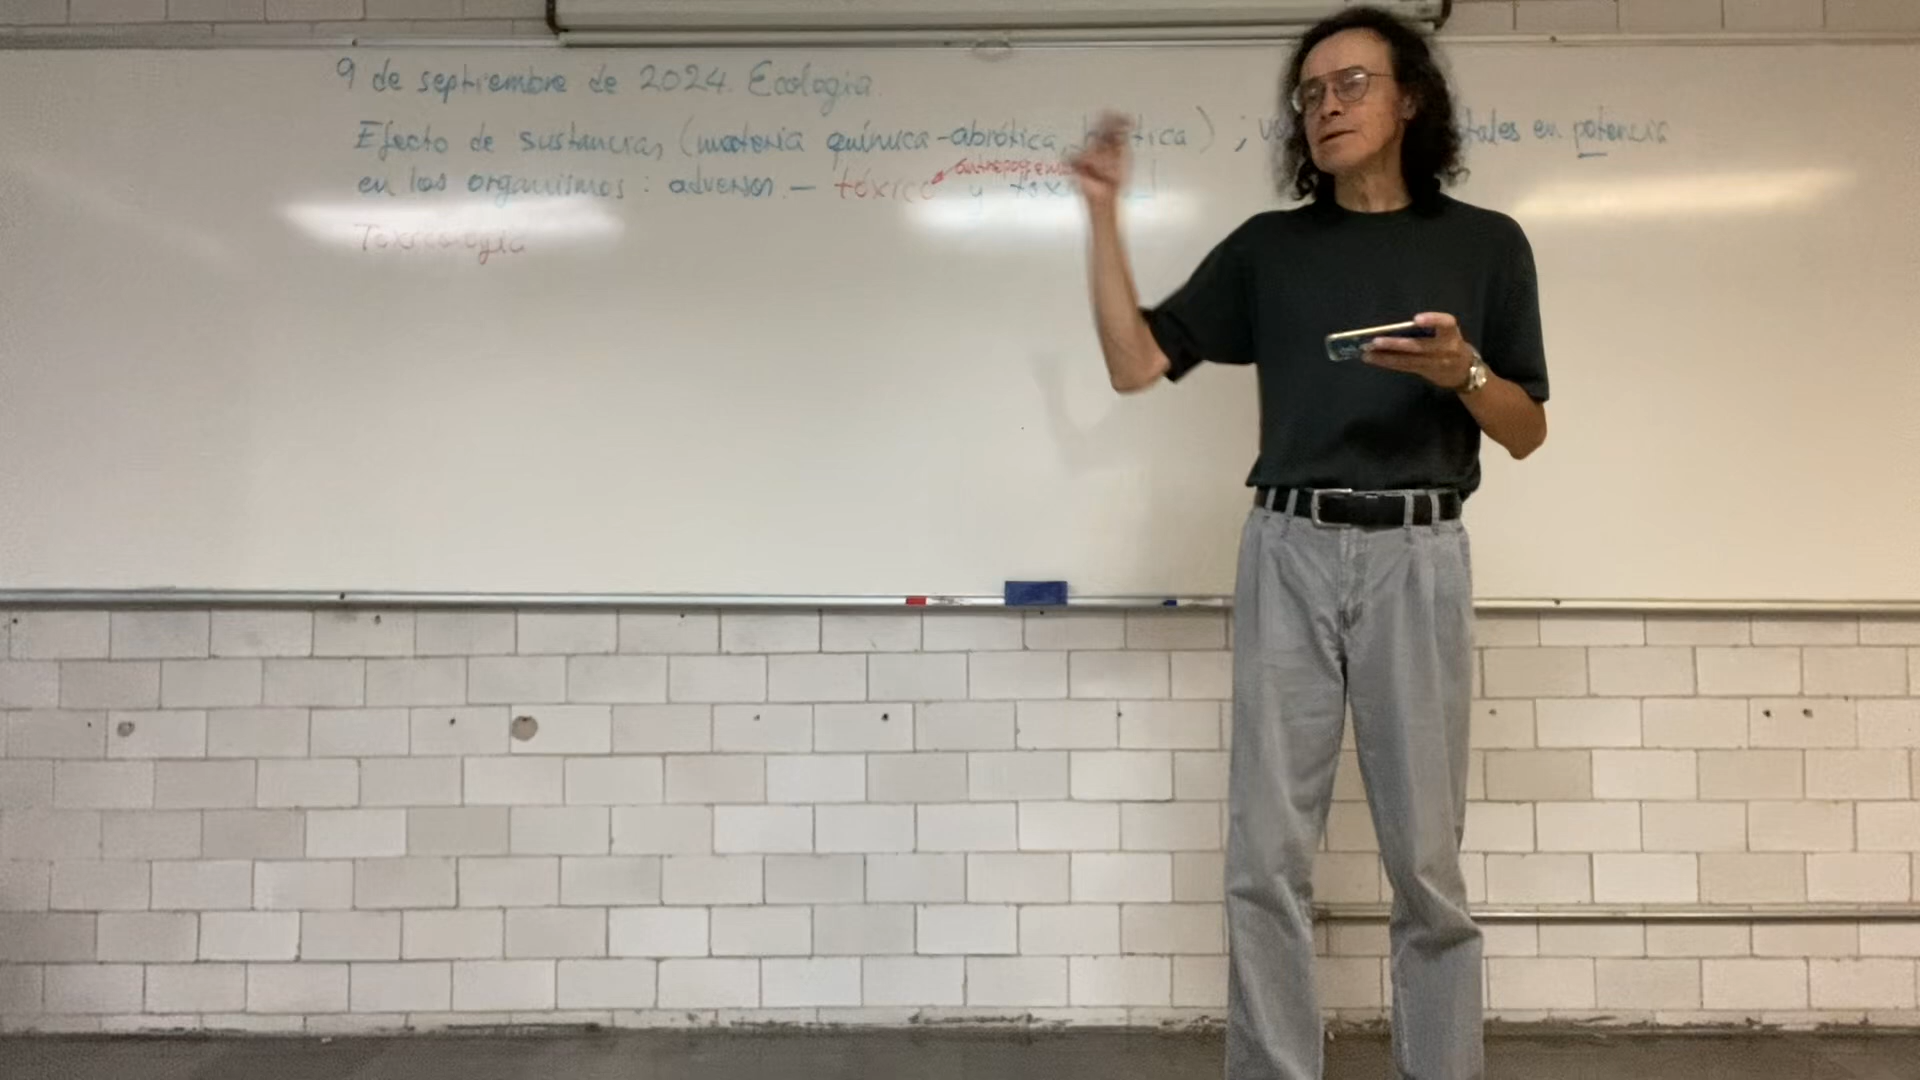 9 de septiembre de 2024. Ecología.
Efecto de sustancias (materia química-abiótica, biótica) ; en potencia
antropogénico
en los organismos : adversos. — tóxico y
Toxicología